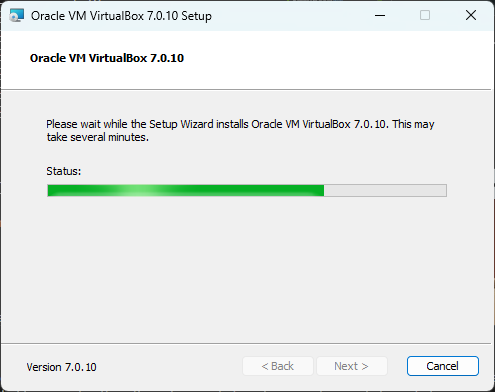 Oracle VM VirtualBox 7.0.10 Setup
Oracle VM VirtualBox 7.0.10
Please wait while the Setup Wizard installs Oracle VM VirtualBox 7.0.10. This may
take several minutes.
Status:
Version 7.0.10
< Back
Next >
Cancel